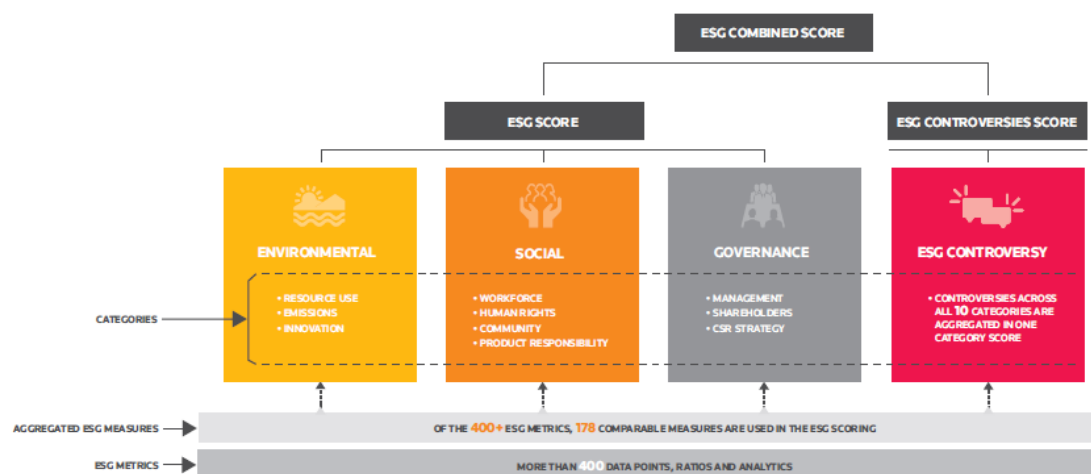 ESG COMBINED SCORE
ESG SCORE
ESG CONTROVERSIES SCORE
ENVIRONMENTAL
SOCIAL
GOVERNANCE
ESG CONTROVERSY
CATEGORIES
• RESOURCE USE
• EMISSIONS
• INNOVATION
• WORKFORCE
• HUMAN RIGHTS
• COMMUNITY
• PRODUCT RESPONSIBILITY
• MANAGEMENT
• SHAREHOLDERS
• CSR STRATEGY
• CONTROVERSIES ACROSS
ALL 10 CATEGORIES ARE
AGGREGATED IN ONE
CATEGORY SCORE
AGGREGATED ESG MEASURES
OF THE 400+ ESG METRICS, 178 COMPARABLE MEASURES ARE USED IN THE ESG SCORING
ESG METRICS
MORE THAN 400 DATA POINTS, RATIOS AND ANALYTICS